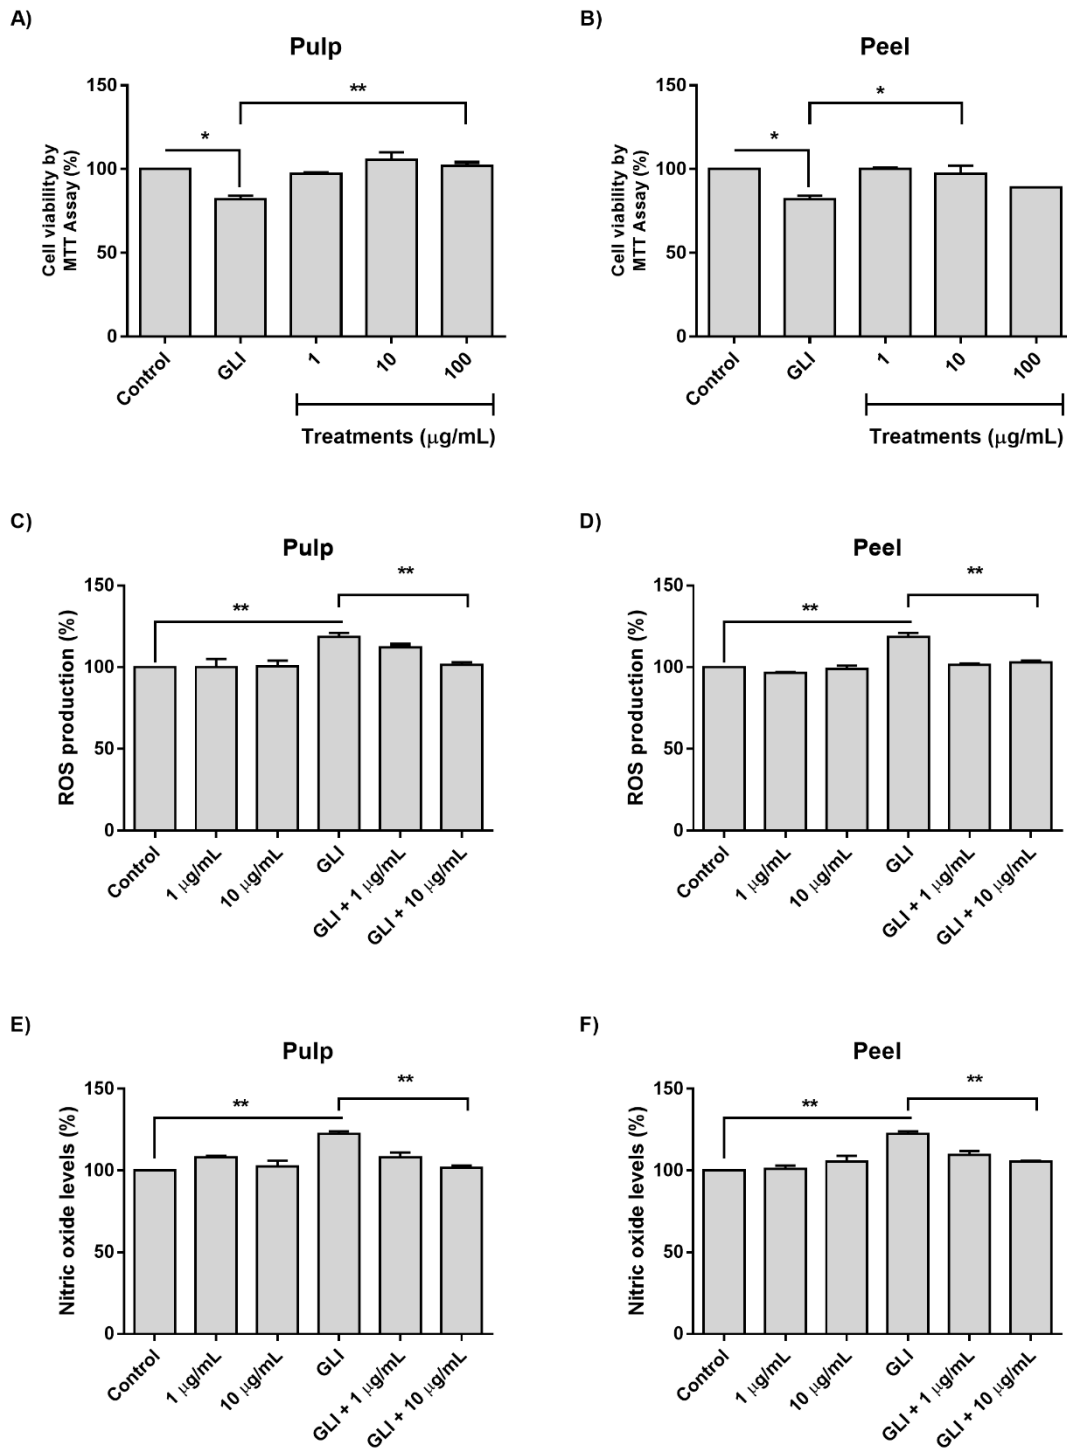 A)
Pulp
Cell viability by
MTT Assay (%)
150
100
50
0
*
**
Control
GLI
1
10
100
Treatments (μg/mL)
B)
Peel
Cell viability by
MTT Assay (%)
150
100
50
0
*
*
Control
GLI
1
10
100
Treatments (μg/mL)
C)
Pulp
ROS production (%)
150
100
50
0
**
**
Control
1 μg/mL
10 μg/mL
GLI
GLI + 1 μg/mL
GLI + 10 μg/mL
D)
Peel
ROS production (%)
150
100
50
0
**
**
Control
1 μg/mL
10 μg/mL
GLI
GLI + 1 μg/mL
GLI + 10 μg/mL
E)
Pulp
Nitric oxide levels (%)
150
100
50
0
**
**
Control
1 μg/mL
10 μg/mL
GLI
GLI + 1 μg/mL
GLI + 10 μg/mL
F)
Peel
Nitric oxide levels (%)
150
100
50
0
**
**
Control
1 μg/mL
10 μg/mL
GLI
GLI + 1 μg/mL
GLI + 10 μg/mL